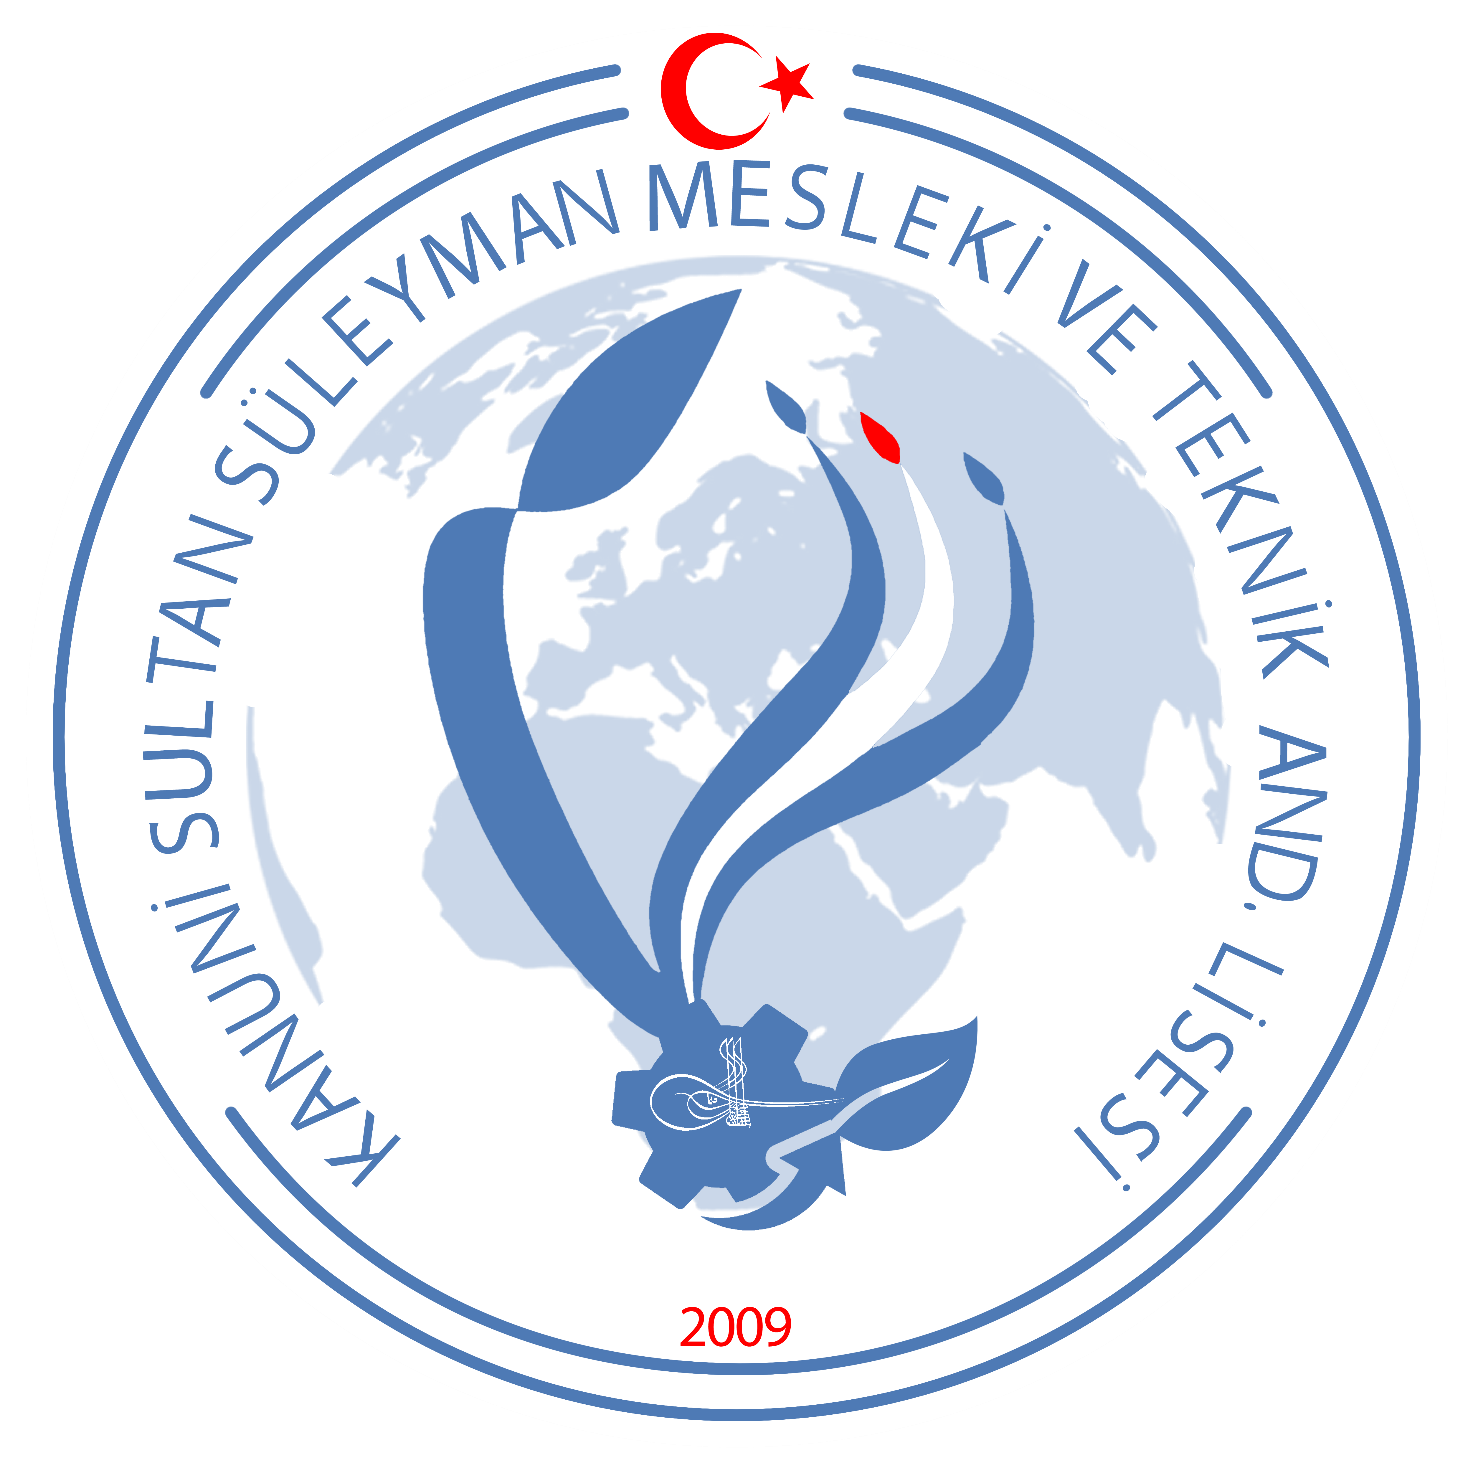 KANUNİ SULTAN SÜLEYMAN MESLEKİ VE TEKNİK AND. LİSESİ
2009